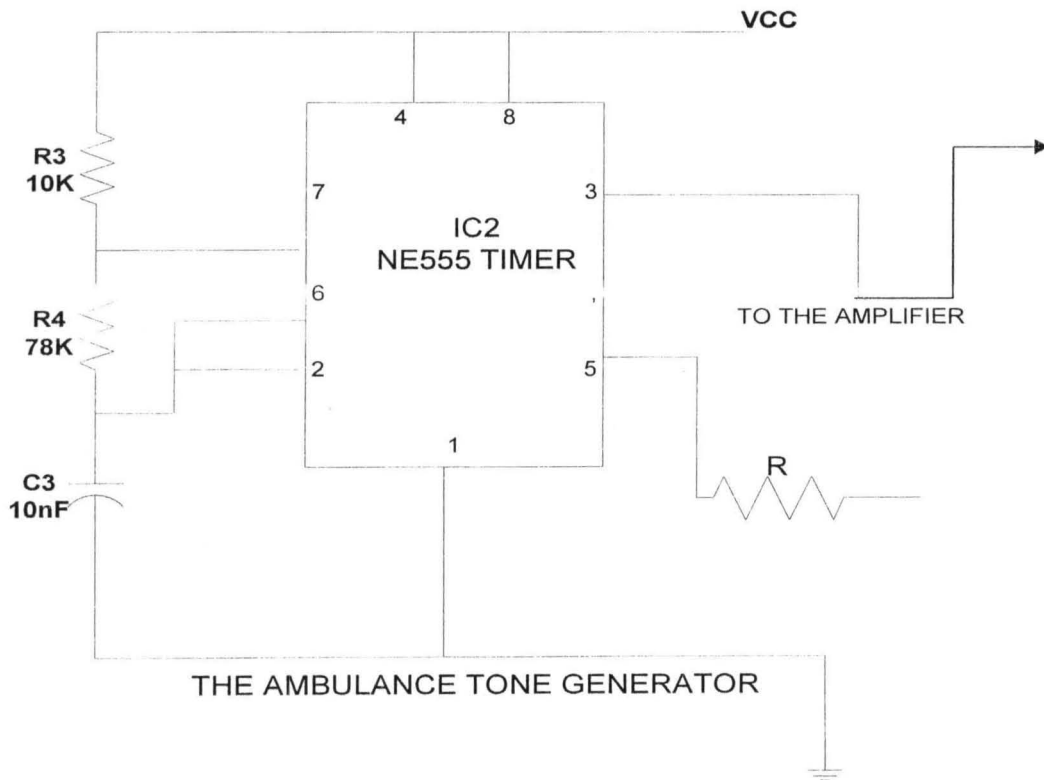 VCC
4
8
R3
10K
7
3
IC2
NE555 TIMER
6
R4
78K
TO THE AMPLIFIER
2
5
1
R
C3
10nF
THE AMBULANCE TONE GENERATOR